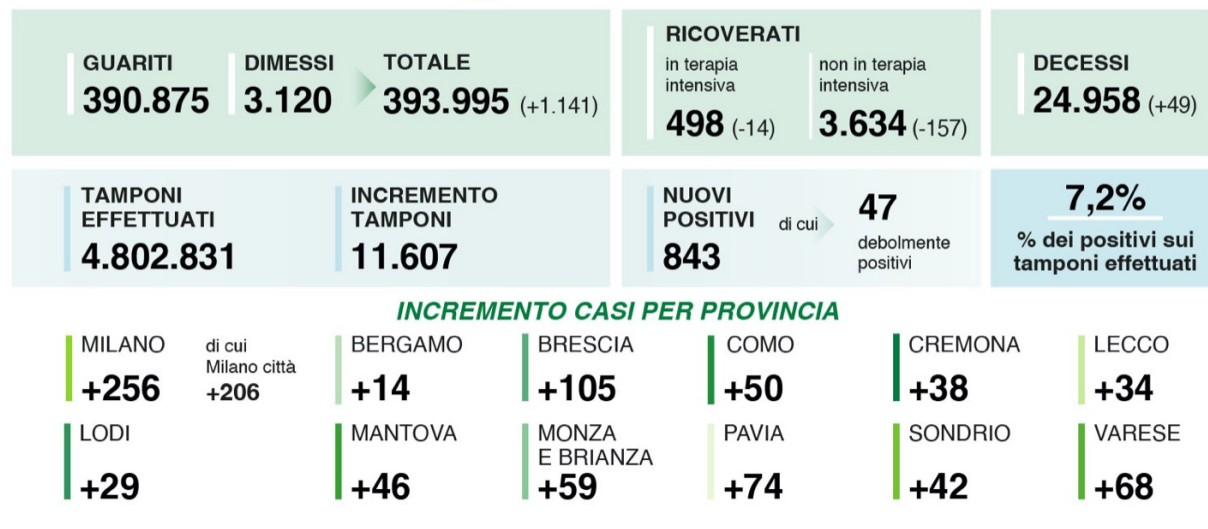 GUARITI
390.875
DIMESSI
3.120
TOTALE
393.995 (+1.141)
RICOVERATI
in terapia
intensiva
498 (-14)
non in terapia
intensiva
3.634 (-157)
DECESSI
24.958 (+49)
TAMPONI
EFFETTUATI
4.802.831
INCREMENTO
TAMPONI
11.607
NUOVI
POSITIVI
843
di cui
47
debolmente
positivi
7,2%
% dei positivi sui
tamponi effettuati
INCREMENTO CASI PER PROVINCIA
MILANO
+256
di cui
Milano città
+206
BERGAMO
+14
BRESCIA
+105
COMO
+50
CREMONA
+38
LECCO
+34
LODI
+29
MANTOVA
+46
MONZA
E BRIANZA
+59
PAVIA
+74
SONDRIO
+42
VARESE
+68